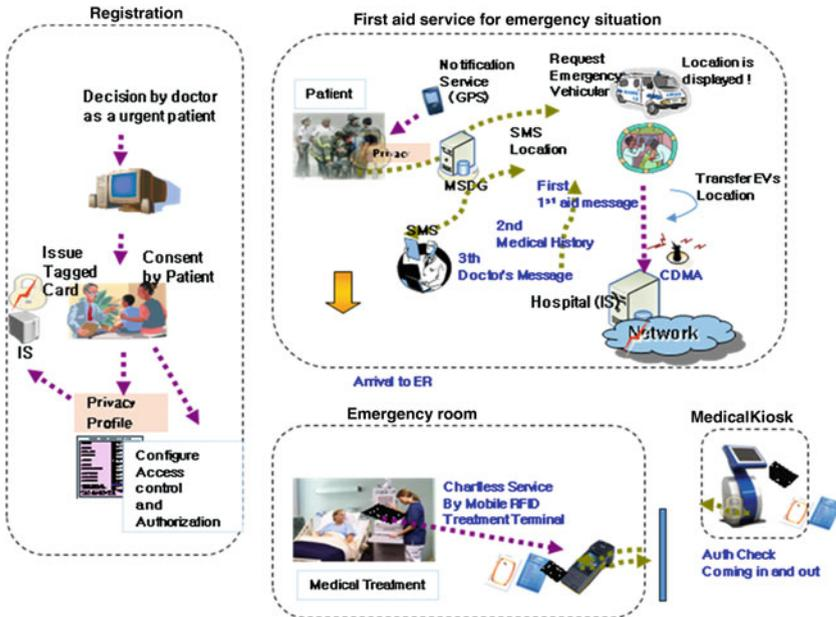 Registration
Decision by doctor
as a urgent patient
Issue
Tagged
Card
Consent
by Patient
IS
Privacy
Profile
Configure
Access
control
and
Authorization
First aid service for emergency situation
Patient
Notification
Service
(GPS)
Request
Emergency
Vehicular
Location is
displayed !
Privacy
MSDG
SMS
Location
First
1st aid message
Transfer EVs
Location
SMS
2nd
Medical History
3th
Doctor's Message
CDMA
Hospital (IS)
Network
Arrival to ER
Emergency room
Chartless Service
By Mobile RFID
Treatment Terminal
Medical Treatment
MedicalKiosk
Auth Check
Coming in and out